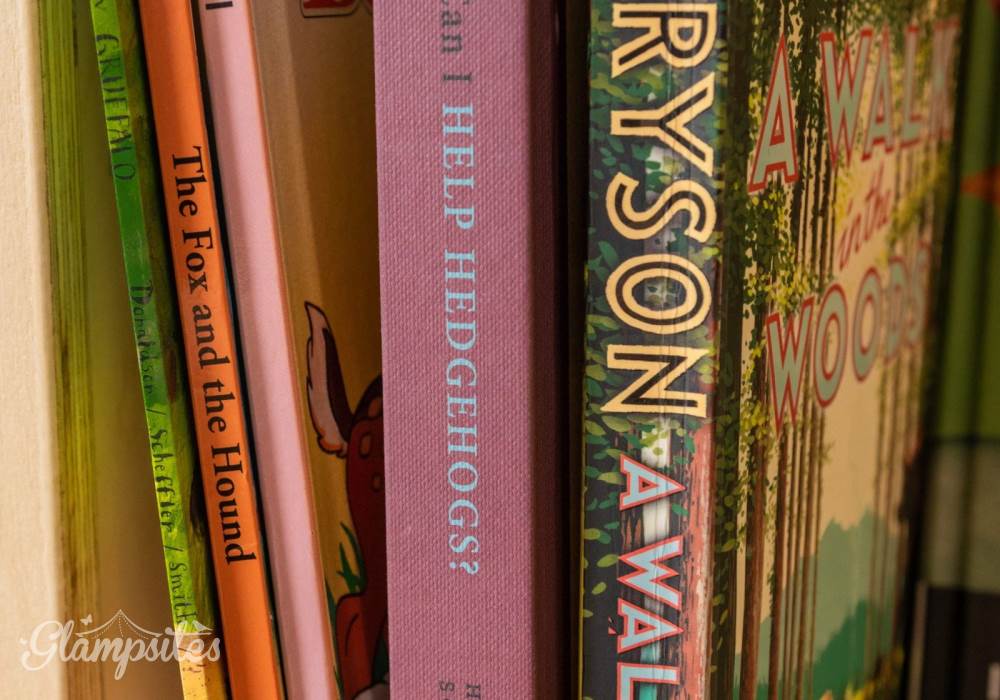 GRUFFALO
Donaldson / Scheffler / Smith
The Fox and the Hound
an I HELP HEDGEHOGS?
H
S
RYSON
A WAL
A WALK
in the
WOODS
Glampsites